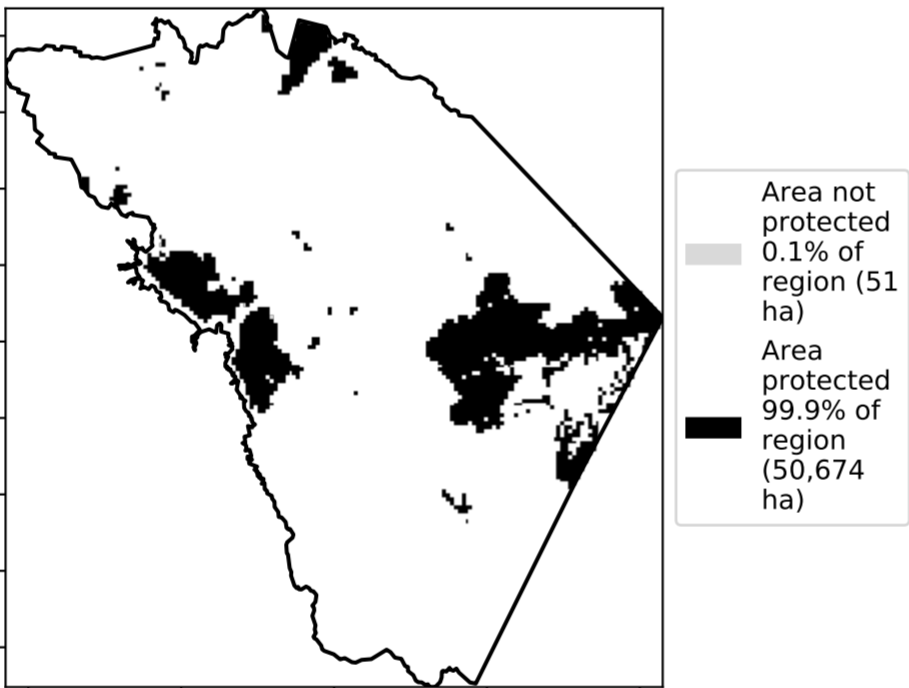 Area not
protected
0.1% of
region (51
ha)
Area
protected
99.9% of
region
(50,674
ha)